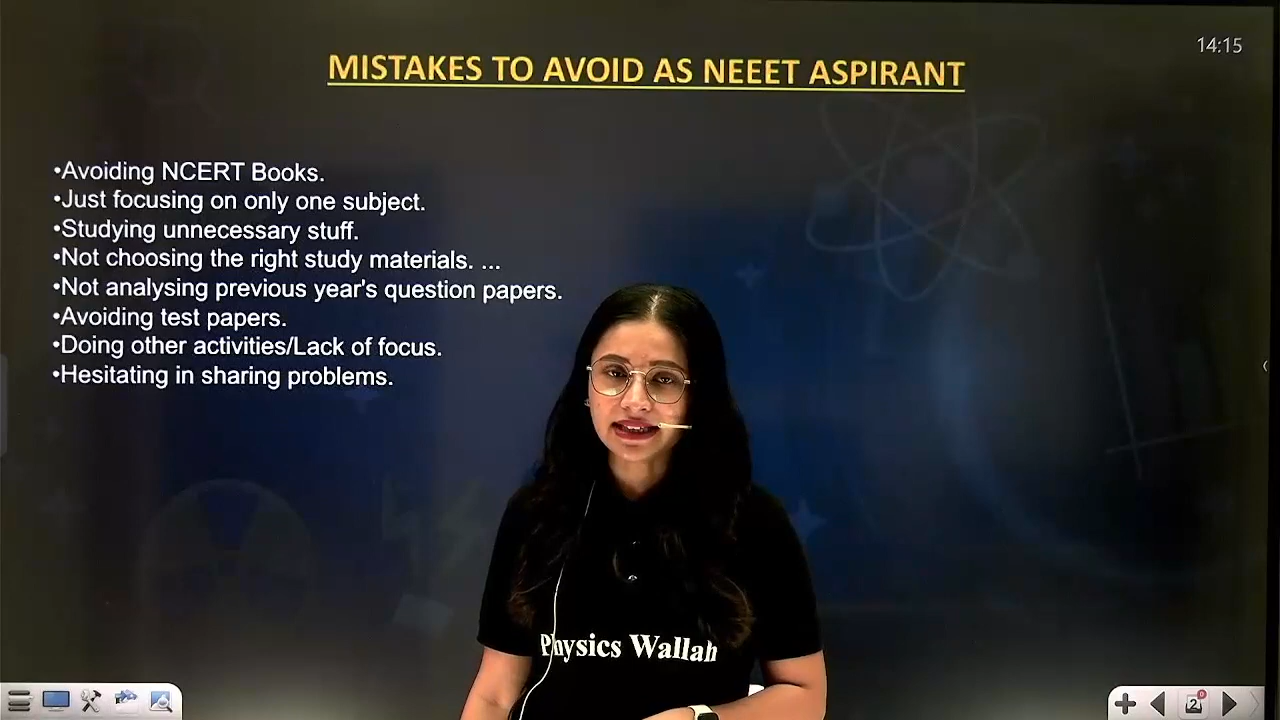 14:15
MISTAKES TO AVOID AS NEEET ASPIRANT
•Avoiding NCERT Books.
•Just focusing on only one subject.
•Studying unnecessary stuff.
•Not choosing the right study materials. ...
•Not analysing previous year's question papers.
•Avoiding test papers.
•Doing other activities/Lack of focus.
•Hesitating in sharing problems.
Physics Wallah
2